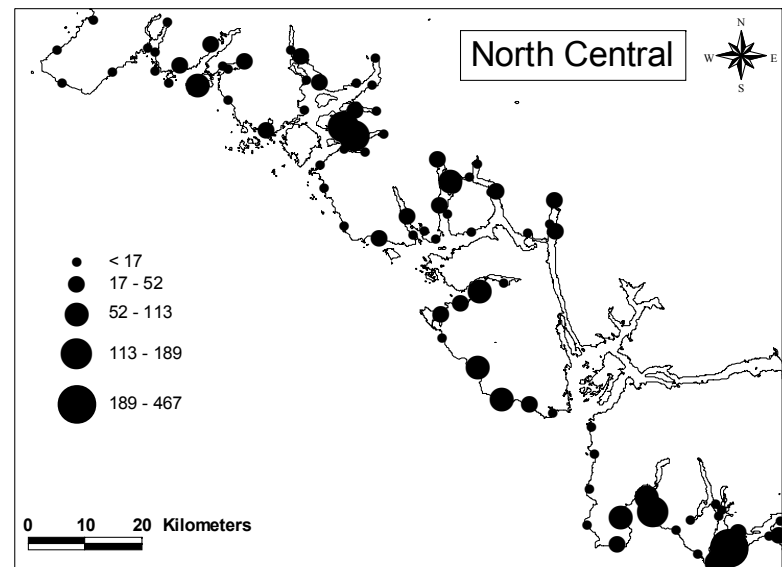 North Central
N
W E
S
< 17
17 - 52
52 - 113
113 - 189
189 - 467
0 10 20 Kilometers